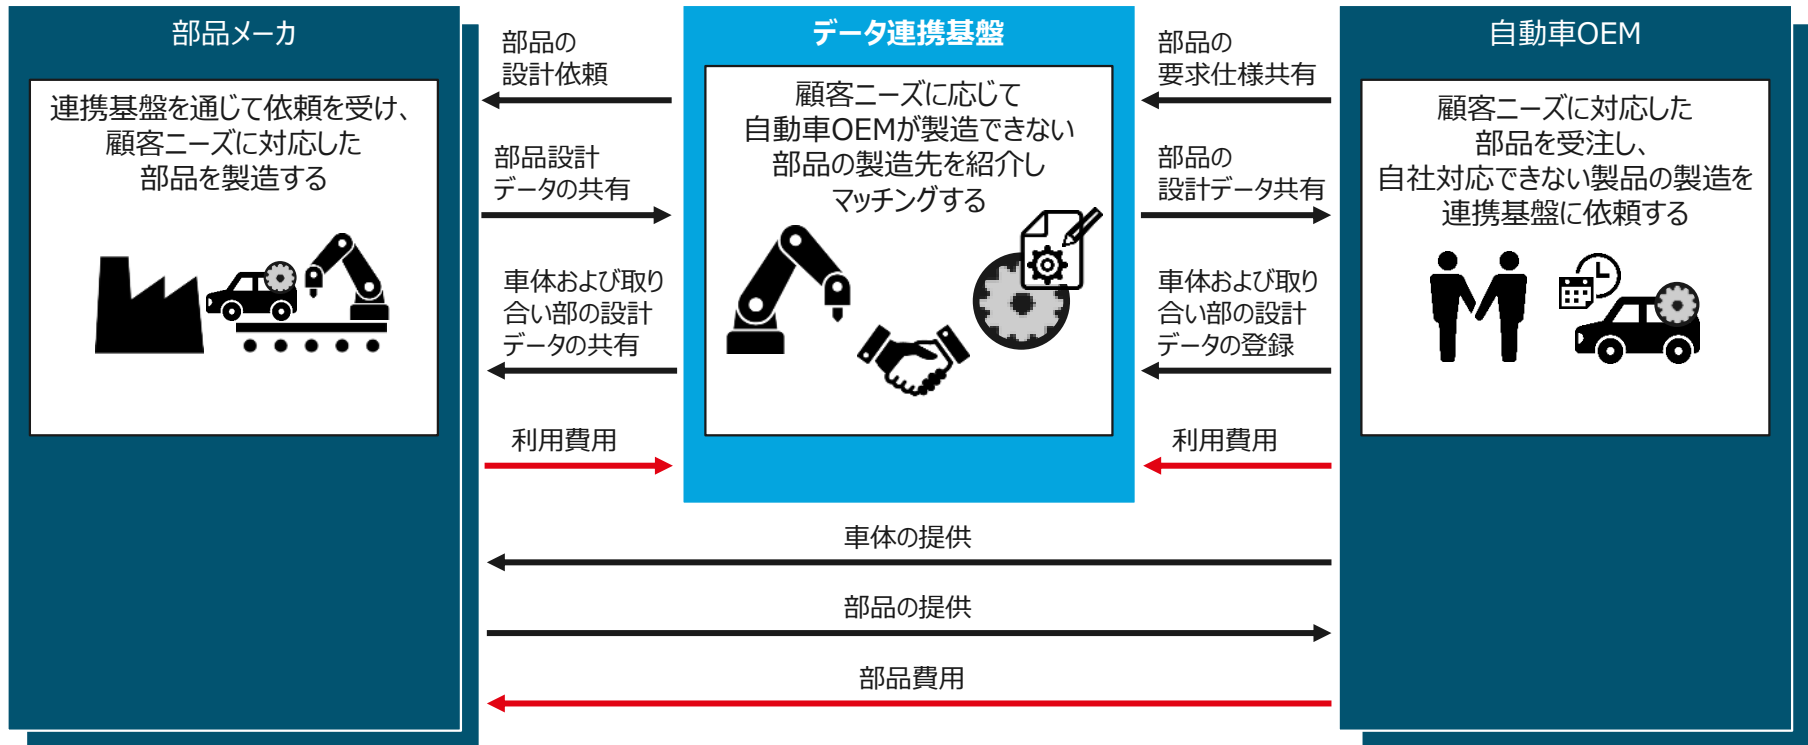 部品メーカ
連携基盤を通じて依頼を受け、
顧客ニーズに対応した
部品を製造する
部品の
設計依頼
部品設計
データの共有
車体および取り
合い部の設計
データの共有
利用費用
データ連携基盤
顧客ニーズに応じて
自動車OEMが製造できない
部品の製造先を紹介し
マッチングする
部品の
要求仕様共有
部品の
設計データ共有
車体および取り
合い部の設計
データの登録
利用費用
自動車OEM
顧客ニーズに対応した
部品を受注し、
自社対応できない製品の製造を
連携基盤に依頼する
車体の提供
部品の提供
部品費用